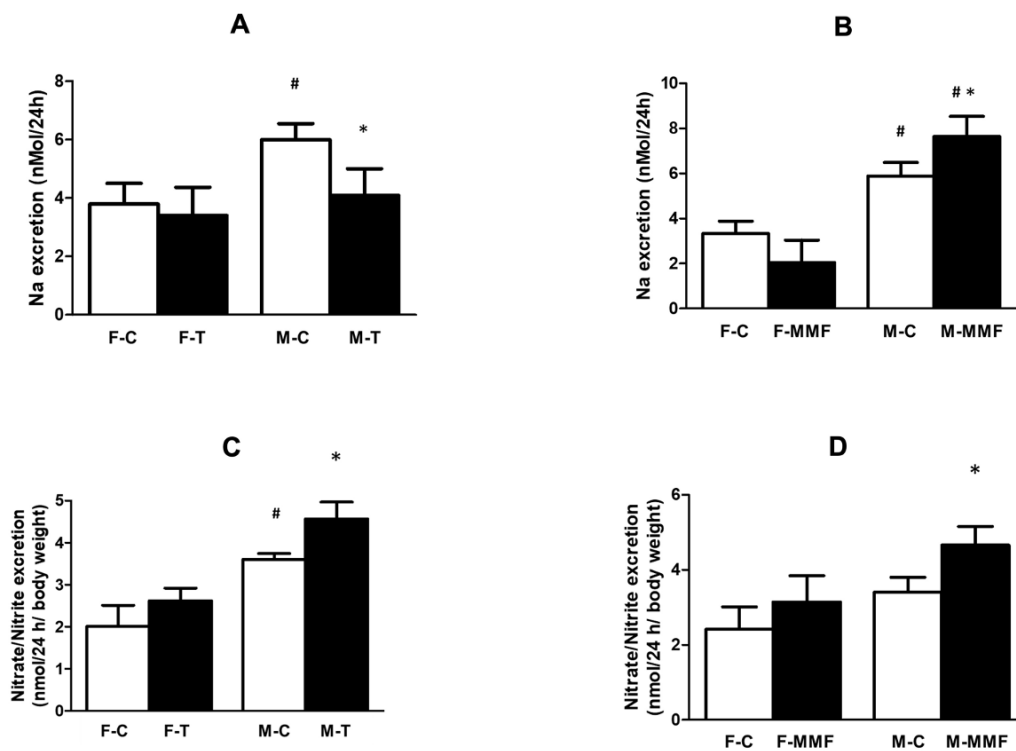 A
Na excretion (nMol/24h)
8
6
4
2
0
#
*
F-C F-T M-C M-T
B
Na excretion (nMol/24h)
10
8
6
4
2
0
#
# *
F-C F-MMF M-C M-MMF
C
Nitrate/Nitrite excretion
(nmol/24 h/ body weight)
5
4
3
2
1
0
#
*
F-C F-T M-C M-T
D
Nitrate/Nitrite excretion
(nmol/24 h/ body weight)
6
4
2
0
*
F-C F-MMF M-C M-MMF